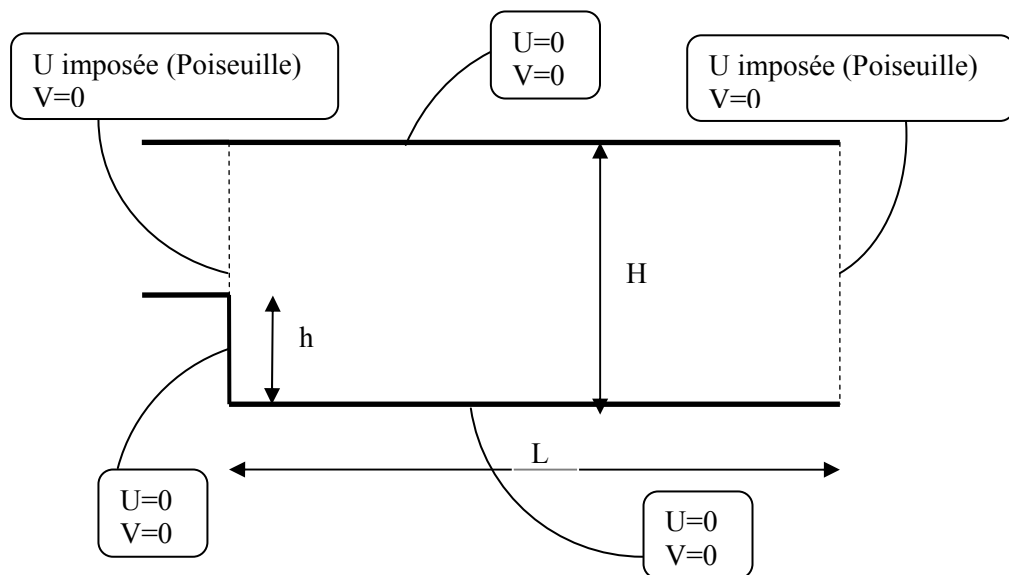 U imposée (Poiseuille)
V=0
U=0
V=0
U imposée (Poiseuille)
V=0
H
h
L
U=0
V=0
U=0
V=0